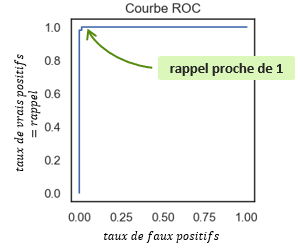 Courbe ROC
1.0
0.8
0.6
0.4
0.2
0.0
taux de vrais positifs
= rappel
rappel proche de 1
0.00 0.25 0.50 0.75 1.00
taux de faux positifs